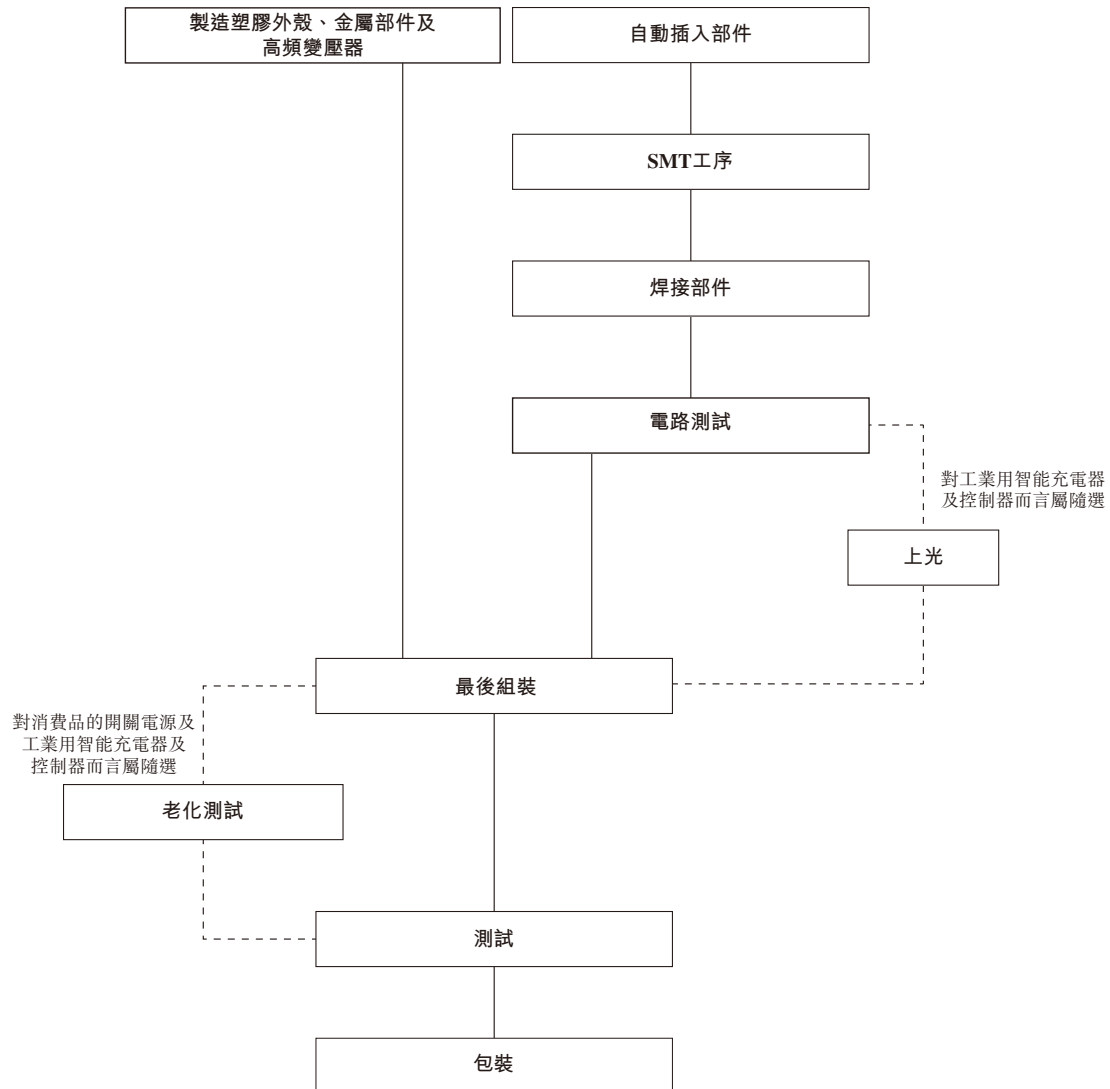 製造塑膠外殼、金屬部件及
高頻變壓器
自動插入部件
SMT工序
焊接部件
電路測試
對工業用智能充電器
及控制器而言屬隨選
上光
最後組裝
對消費品的開關電源及
工業用智能充電器及
控制器而言屬隨選
老化測試
測試
包裝